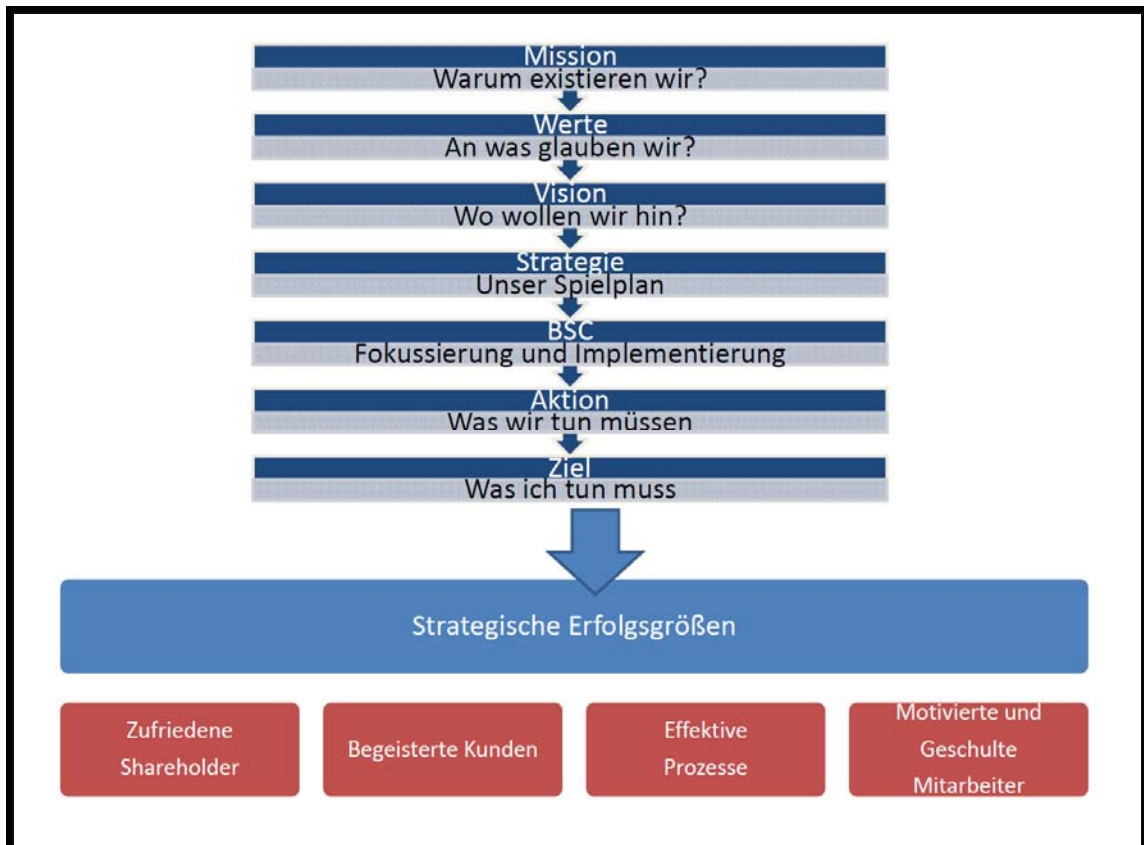 Mission
Warum existieren wir?
Werte
An was glauben wir?
Vision
Wo wollen wir hin?
Strategie
Unser Spielplan
BSC
Fokussierung und Implementierung
Aktion
Was wir tun müssen
Ziel
Was ich tun muss
Strategische Erfolgsgrößen
Zufriedene
Shareholder
Begeisterte Kunden
Effektive
Prozesse
Motivierte und
Geschulte
Mitarbeiter